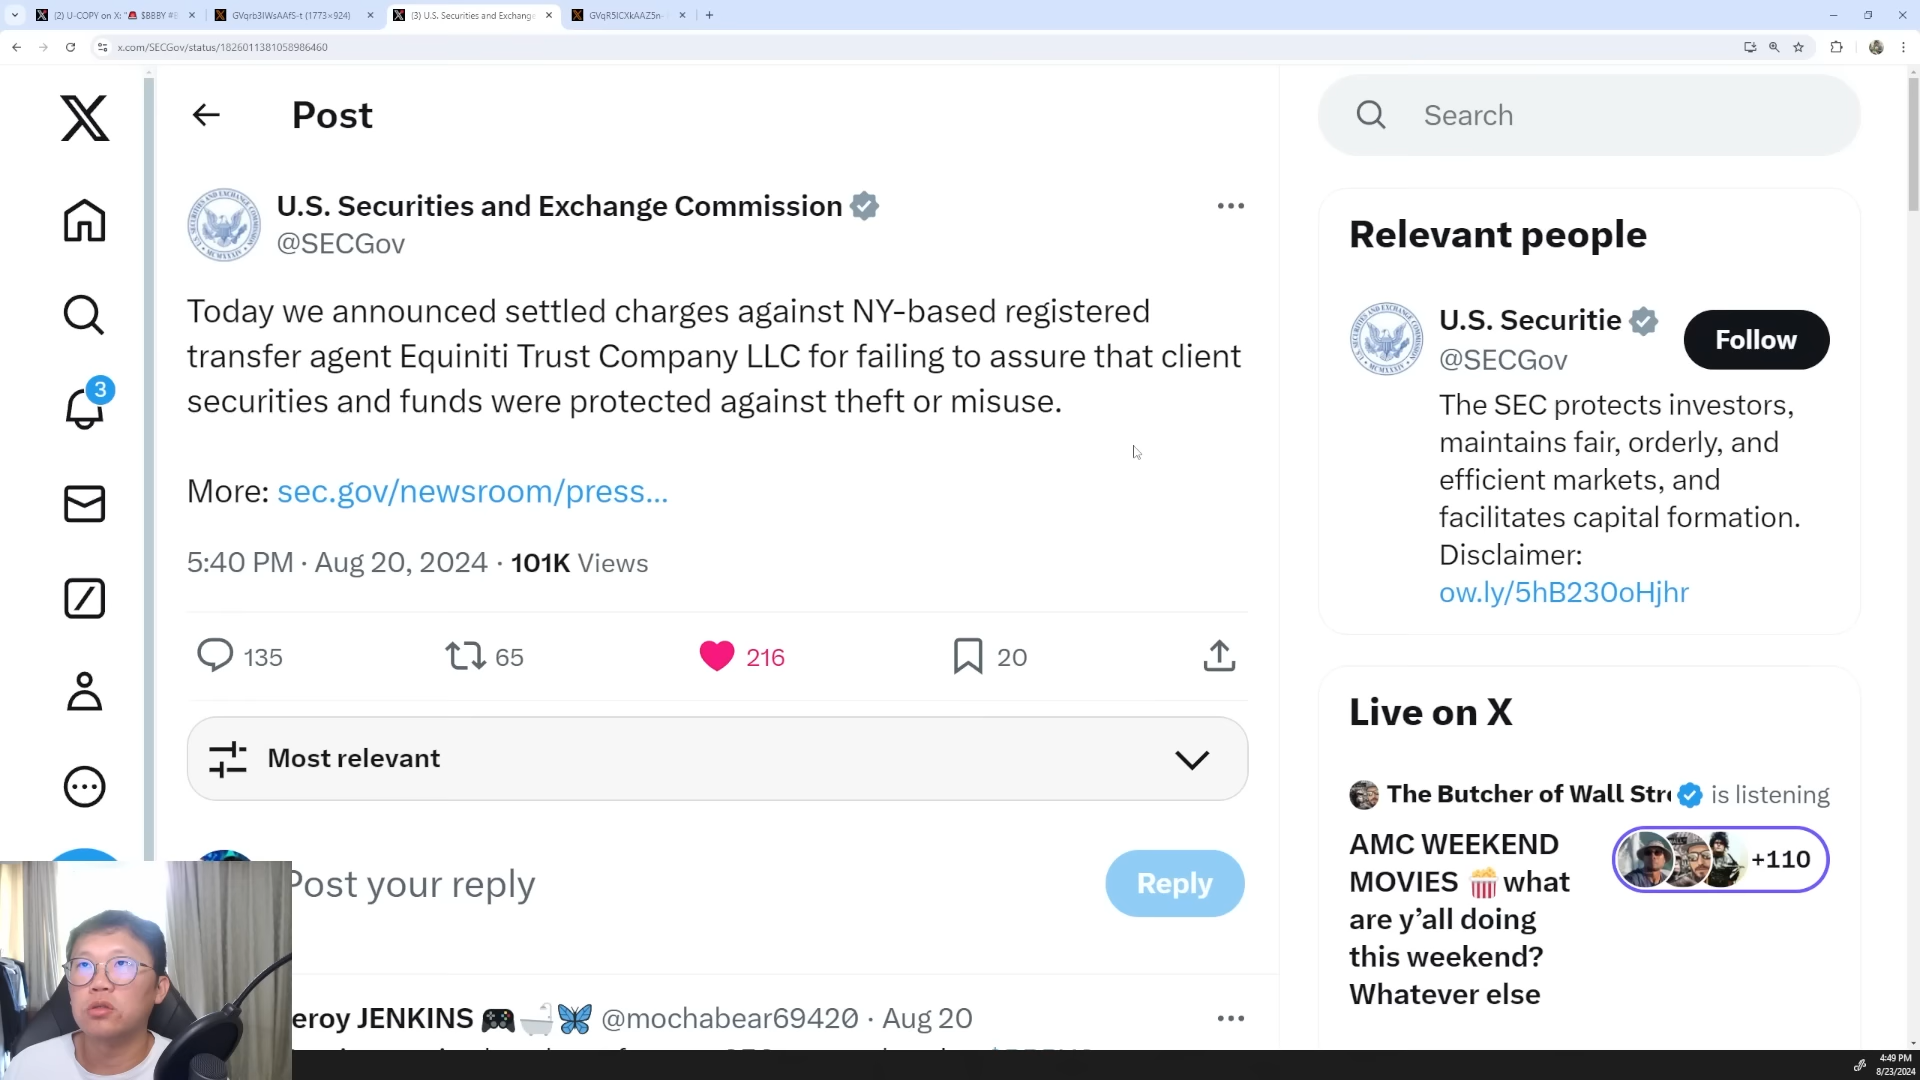 (2) U-COPY on X: "🚨 $BBBY #E
GVqrb3lWsAAfS-t (1773×924)
(3) U.S. Securities and Exchange
GVqR5lCXkAAZ5n-
x.com/SECGov/status/1826011381058986460
Post
Search
U.S. Securities and Exchange Commission
@SECGov
Today we announced settled charges against NY-based registered
transfer agent Equiniti Trust Company LLC for failing to assure that client
securities and funds were protected against theft or misuse.
More: sec.gov/newsroom/press...
5:40 PM · Aug 20, 2024 · 101K Views
135
65
216
20
3
Most relevant
Post your reply
Reply
eroy JENKINS 🎮🛁🦋 @mochabear69420 · Aug 20
Relevant people
U.S. Securitie
@SECGov
Follow
The SEC protects investors,
maintains fair, orderly, and
efficient markets, and
facilitates capital formation.
Disclaimer:
ow.ly/5hB230oHjhr
Live on X
The Butcher of Wall Str is listening
AMC WEEKEND
MOVIES 🍿 what
are y'all doing
this weekend?
Whatever else
+110
4:49 PM
8/23/2024